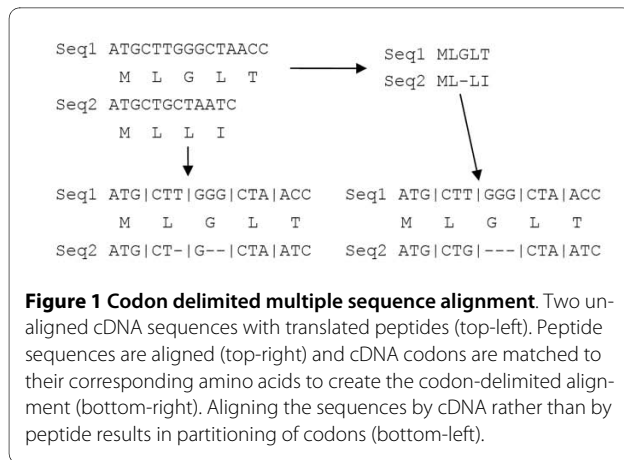 Seq1 ATGCTTGGGCTAACC
M L G L T
Seq2 ATGCTGCTAATC
M L L I
Seq1 MLGLT
Seq2 ML-LI
Seq1 ATG|CTT|GGG|CTA|ACC
M L G L T
Seq2 ATG|CT-|G--|CTA|ATC
Seq1 ATG|CTT|GGG|CTA|ACC
M L G L T
Seq2 ATG|CTG|---|CTA|ATC
Figure 1 Codon delimited multiple sequence alignment. Two un-
aligned cDNA sequences with translated peptides (top-left). Peptide
sequences are aligned (top-right) and cDNA codons are matched to
their corresponding amino acids to create the codon-delimited align-
ment (bottom-right). Aligning the sequences by cDNA rather than by
peptide results in partitioning of codons (bottom-left).